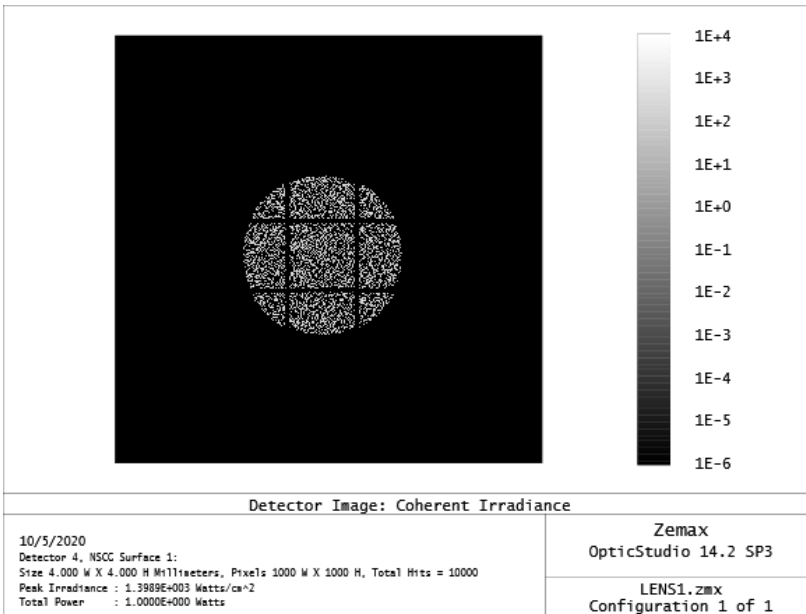 1E+4
1E+3
1E+2
1E+1
1E+0
1E-1
1E-2
1E-3
1E-4
1E-5
1E-6
Detector Image: Coherent Irradiance
10/5/2020
Detector 4, NSCG Surface 1:
Size 4.000 W X 4.000 H Millimeters, Pixels 1000 W X 1000 H, Total Hits = 10000
Peak Irradiance : 1.3989E+003 Watts/cm^2
Total Power : 1.0000E+000 Watts
Zemax
OpticStudio 14.2 SP3
LENS1.zmx
Configuration 1 of 1